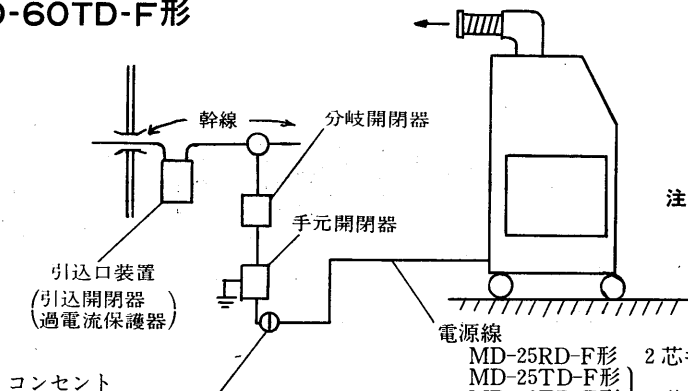 -60TD-F形
幹線
分岐開閉器
注
手元開閉器
引込口装置
(引込開閉器
過電流保護器)
電源線
MD-25RD-F形 2芯
MD-25TD-F形
コンセント